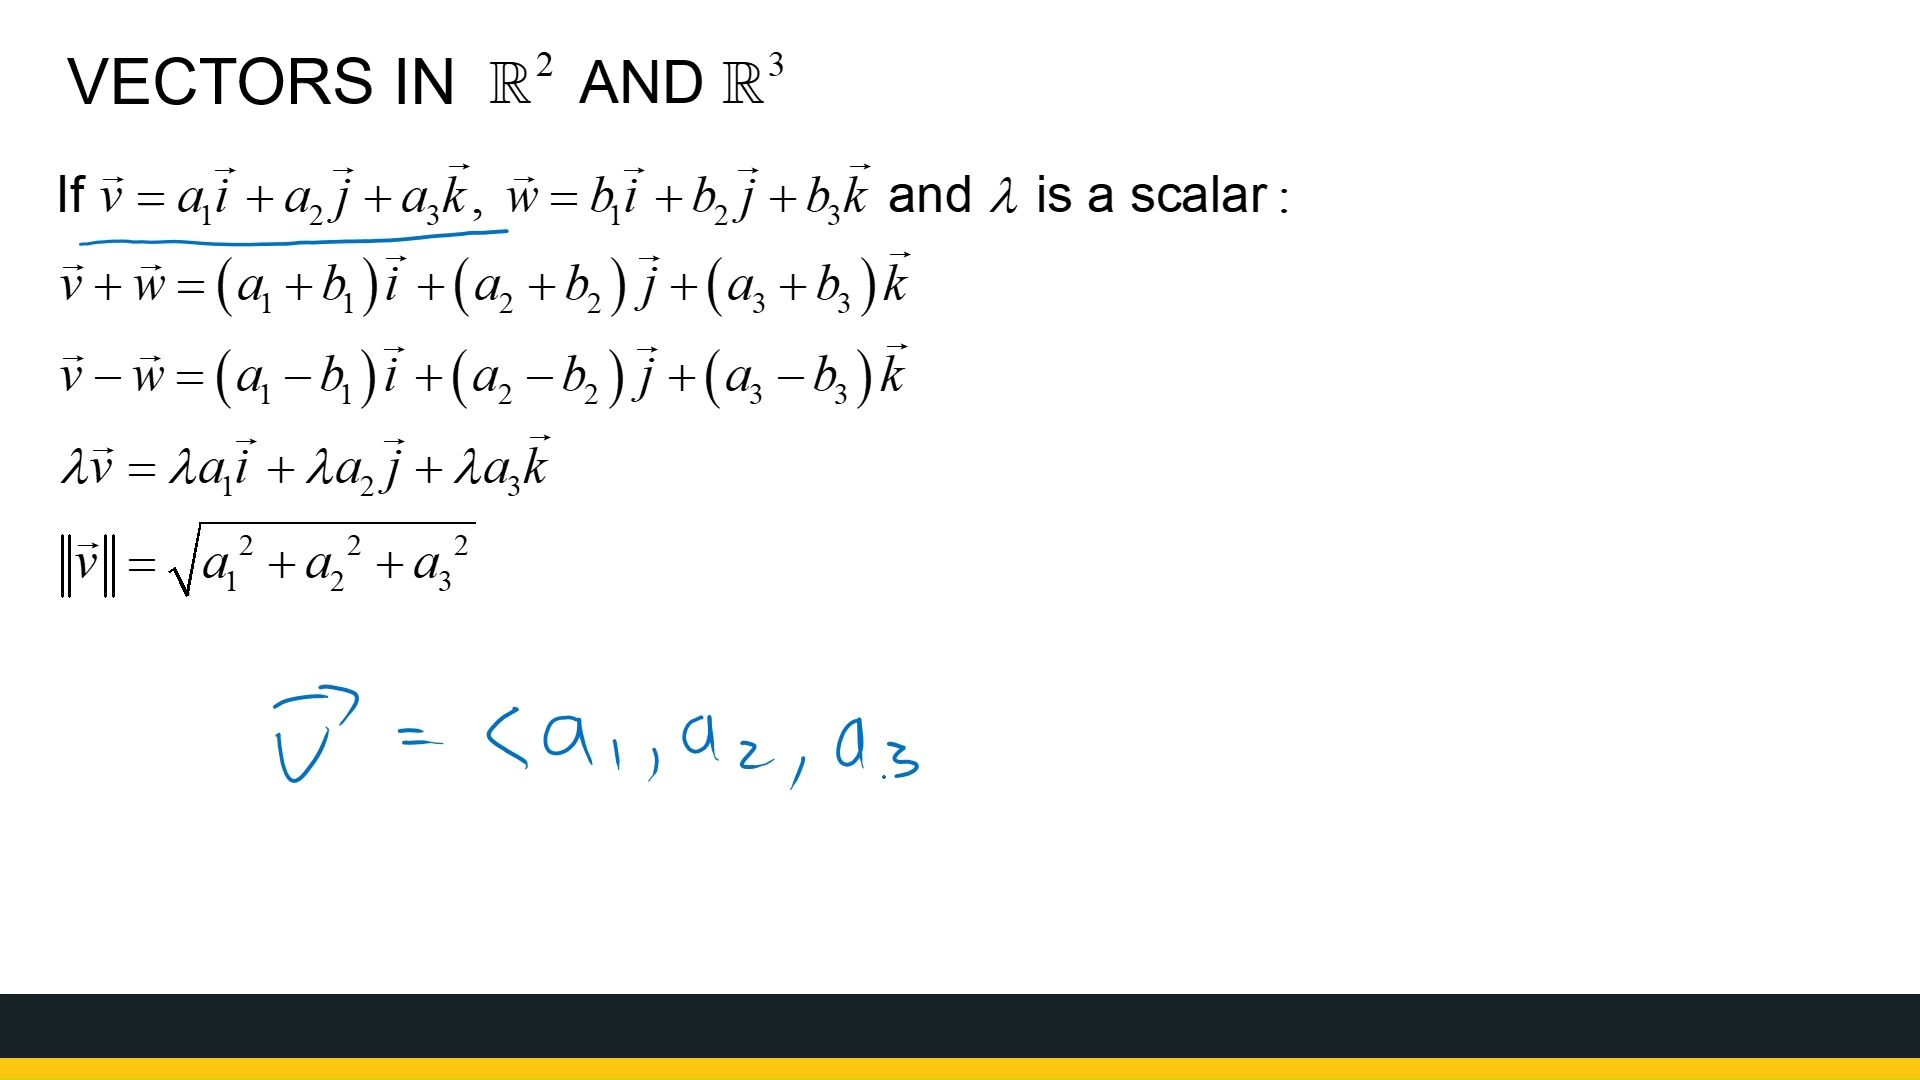 VECTORS IN ℝ² AND ℝ³
If v⃗ = a₁i⃗ + a₂j⃗ + a₃k⃗, w⃗ = b₁i⃗ + b₂j⃗ + b₃k⃗ and λ is a scalar :
v⃗ + w⃗ = (a₁ + b₁)i⃗ + (a₂ + b₂)j⃗ + (a₃ + b₃)k⃗
v⃗ − w⃗ = (a₁ − b₁)i⃗ + (a₂ − b₂)j⃗ + (a₃ − b₃)k⃗
λv⃗ = λa₁i⃗ + λa₂j⃗ + λa₃k⃗
‖v⃗‖ = √(a₁² + a₂² + a₃²)
v⃗ = <a₁, a₂, a₃